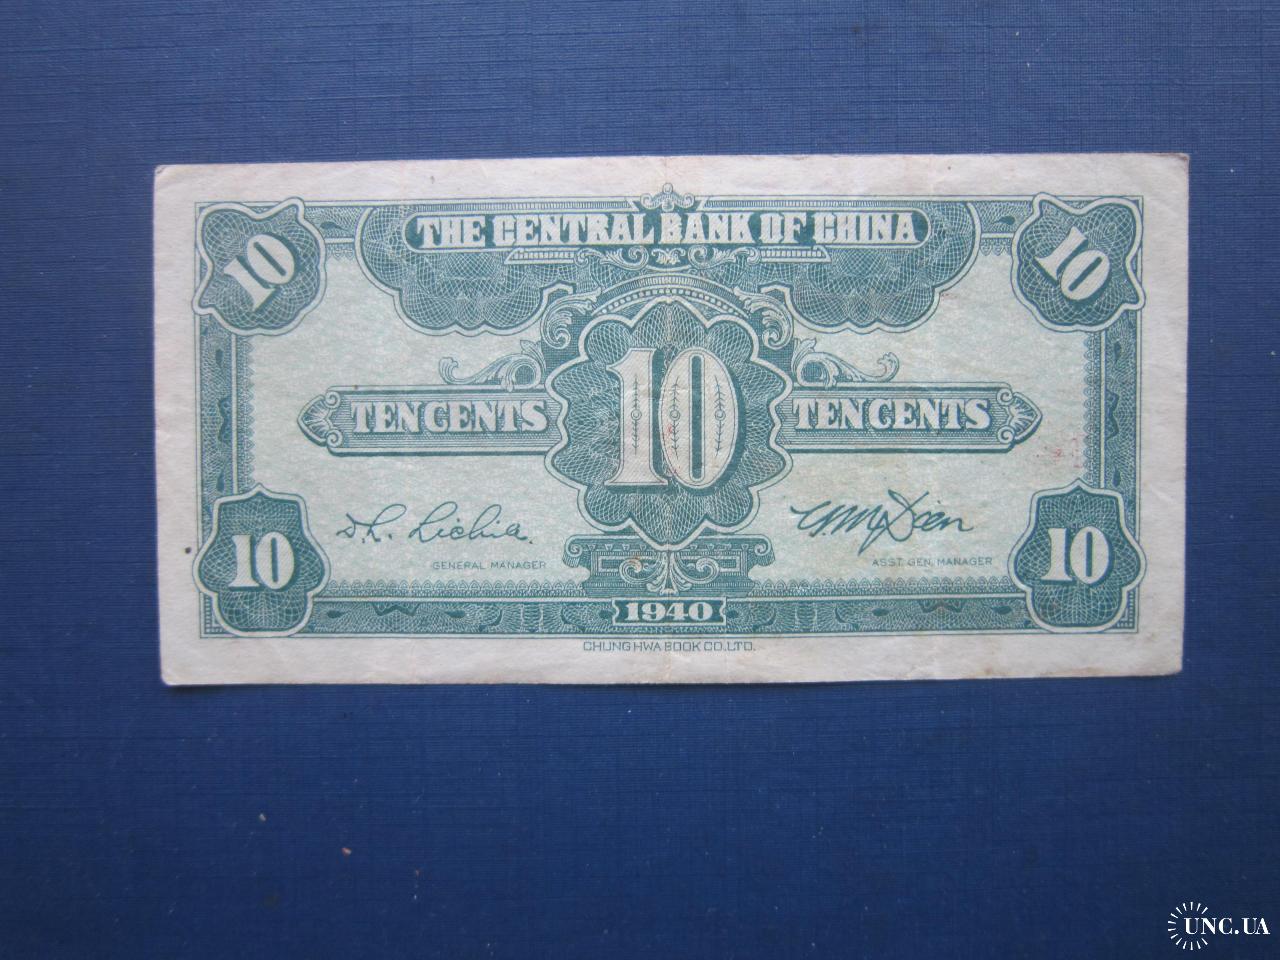 THE CENTRAL BANK OF CHINA
10 10
TEN CENTS 10 TEN CENTS
GENERAL MANAGER ASST. GEN. MANAGER
10 10
1940
CHUNG HWA BOOK CO. LTD.
UNC.UA